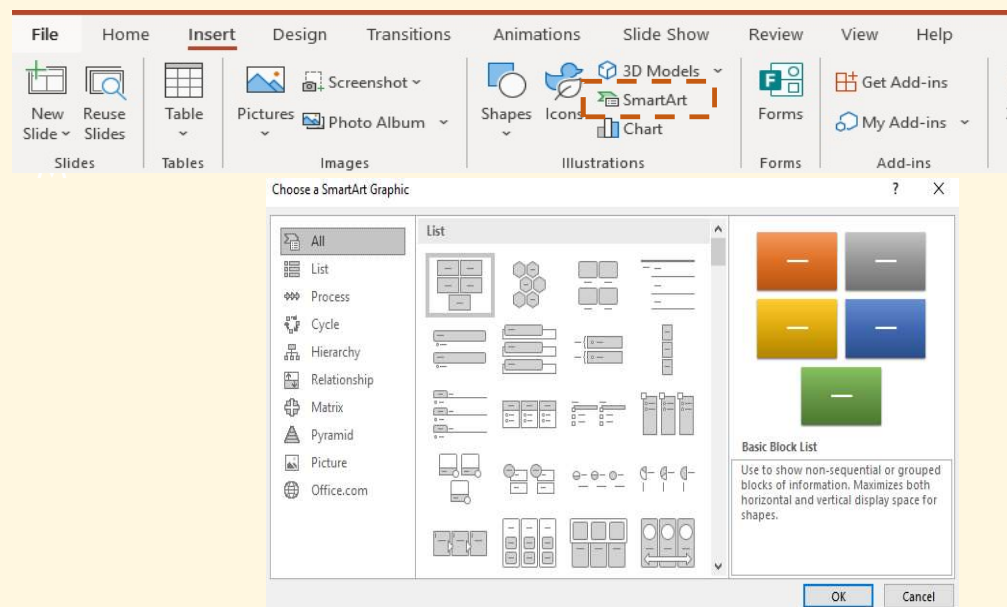 File Home Insert Design Transitions Animations Slide Show Review View Help
New Slide Reuse Slides
Slides
Table
Tables
Pictures Screenshot
Photo Album
Images
Shapes Icons 3D Models
SmartArt
Chart
Illustrations
Forms
Forms
Get Add-ins
My Add-ins
Add-ins
Choose a SmartArt Graphic ? X
All
List
Process
Cycle
Hierarchy
Relationship
Matrix
Pyramid
Picture
Office.com
List
Basic Block List
Use to show non-sequential or grouped
blocks of information. Maximizes both
horizontal and vertical display space for
shapes.
OK Cancel